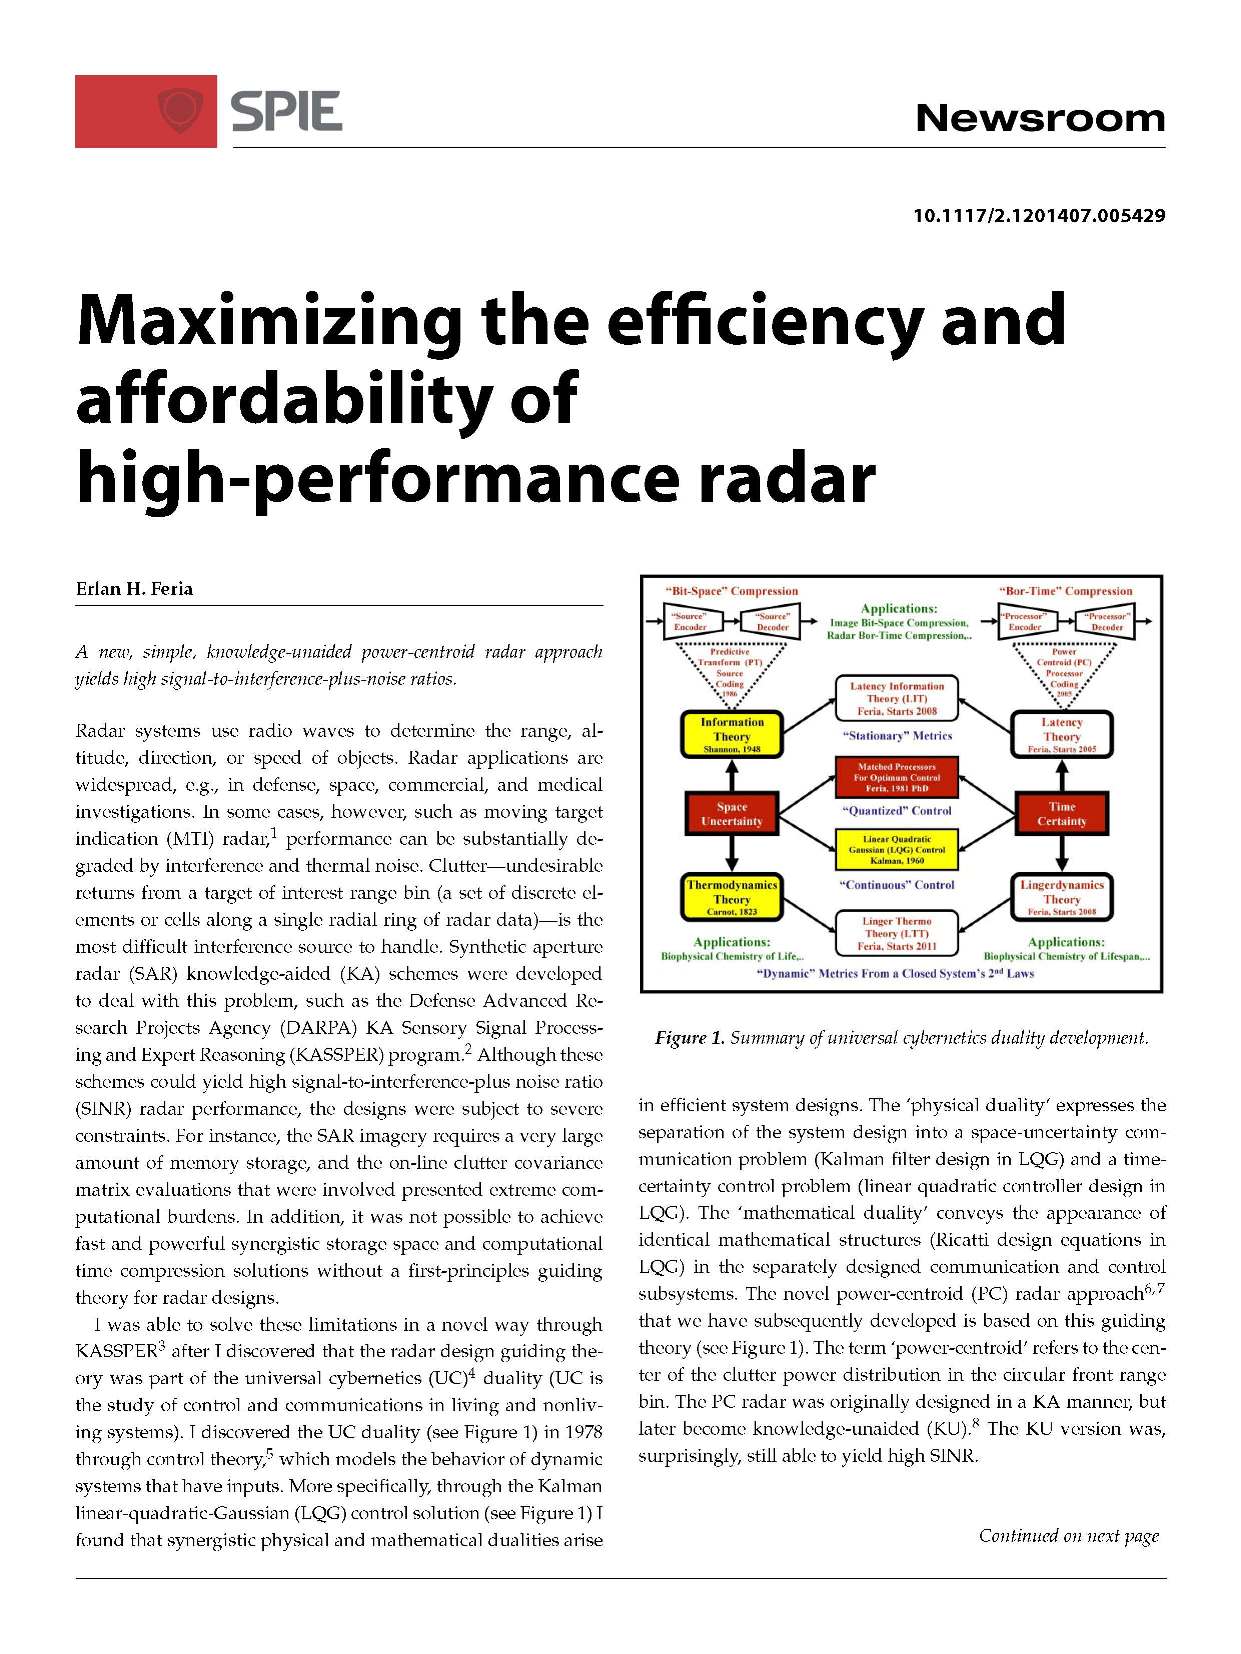 SPIE
Newsroom
10.1117/2.1201407.005429
Maximizing the efficiency and
affordability of
high-performance radar
Erlan H. Feria
A new, simple, knowledge-unaided power-centroid radar approach
yields high signal-to-interference-plus-noise ratios.
Radar systems use radio waves to determine the range, al-
titude, direction, or speed of objects. Radar applications are
widespread, e.g., in defense, space, commercial, and medical
investigations. In some cases, however, such as moving target
indication (MTI) radar,1 performance can be substantially de-
graded by interference and thermal noise. Clutter—undesirable
returns from a target of interest range bin (a set of discrete el-
ements or cells along a single radial ring of radar data)—is the
most difficult interference source to handle. Synthetic aperture
radar (SAR) knowledge-aided (KA) schemes were developed
to deal with this problem, such as the Defense Advanced Re-
search Projects Agency (DARPA) KA Sensory Signal Process-
ing and Expert Reasoning (KASSPER) program.2 Although these
schemes could yield high signal-to-interference-plus noise ratio
(SINR) radar performance, the designs were subject to severe
constraints. For instance, the SAR imagery requires a very large
amount of memory storage, and the on-line clutter covariance
matrix evaluations that were involved presented extreme com-
putational burdens. In addition, it was not possible to achieve
fast and powerful synergistic storage space and computational
time compression solutions without a first-principles guiding
theory for radar designs.
I was able to solve these limitations in a novel way through
KASSPER3 after I discovered that the radar design guiding the-
ory was part of the universal cybernetics (UC)4 duality (UC is
the study of control and communications in living and nonliv-
ing systems). I discovered the UC duality (see Figure 1) in 1978
through control theory,5 which models the behavior of dynamic
systems that have inputs. More specifically, through the Kalman
linear-quadratic-Gaussian (LQG) control solution (see Figure 1) I
found that synergistic physical and mathematical dualities arise
“Bit-Space” Compression
“Bor-Time” Compression
“Source”
Encoder
“Source”
Decoder
Applications:
Image Bit-Space Compression,
Radar Bor-Time Compression,..
“Processor”
Encoder
“Processor”
Decoder
Predictive
Transform (PT)
Source
Coding
1986
Power
Centroid (PC)
Processor
Coding
2005
Latency Information
Theory (LIT)
Feria, Starts 2008
Information
Theory
Shannon, 1948
“Stationary” Metrics
Latency
Theory
Feria, Starts 2005
Matched Processors
For Optimum Control
Feria, 1981 PhD
Space
Uncertainty
“Quantized” Control
Time
Certainty
Linear Quadratic
Gaussian (LQG) Control
Kalman, 1960
Thermodynamics
Theory
Carnot, 1823
“Continuous” Control
Lingerdynamics
Theory
Feria, Starts 2008
Linger Thermo
Theory (LTT)
Feria, Starts 2011
Applications:
Biophysical Chemistry of Life,..
Applications:
Biophysical Chemistry of Lifespan,...
“Dynamic” Metrics From a Closed System’s 2nd Laws
Figure 1. Summary of universal cybernetics duality development.
in efficient system designs. The ‘physical duality’ expresses the
separation of the system design into a space-uncertainty com-
munication problem (Kalman filter design in LQG) and a time-
certainty control problem (linear quadratic controller design in
LQG). The ‘mathematical duality’ conveys the appearance of
identical mathematical structures (Ricatti design equations in
LQG) in the separately designed communication and control
subsystems. The novel power-centroid (PC) radar approach6,7
that we have subsequently developed is based on this guiding
theory (see Figure 1). The term ‘power-centroid’ refers to the cen-
ter of the clutter power distribution in the circular front range
bin. The PC radar was originally designed in a KA manner, but
later become knowledge-unaided (KU).8 The KU version was,
surprisingly, still able to yield high SINR.
Continued on next page